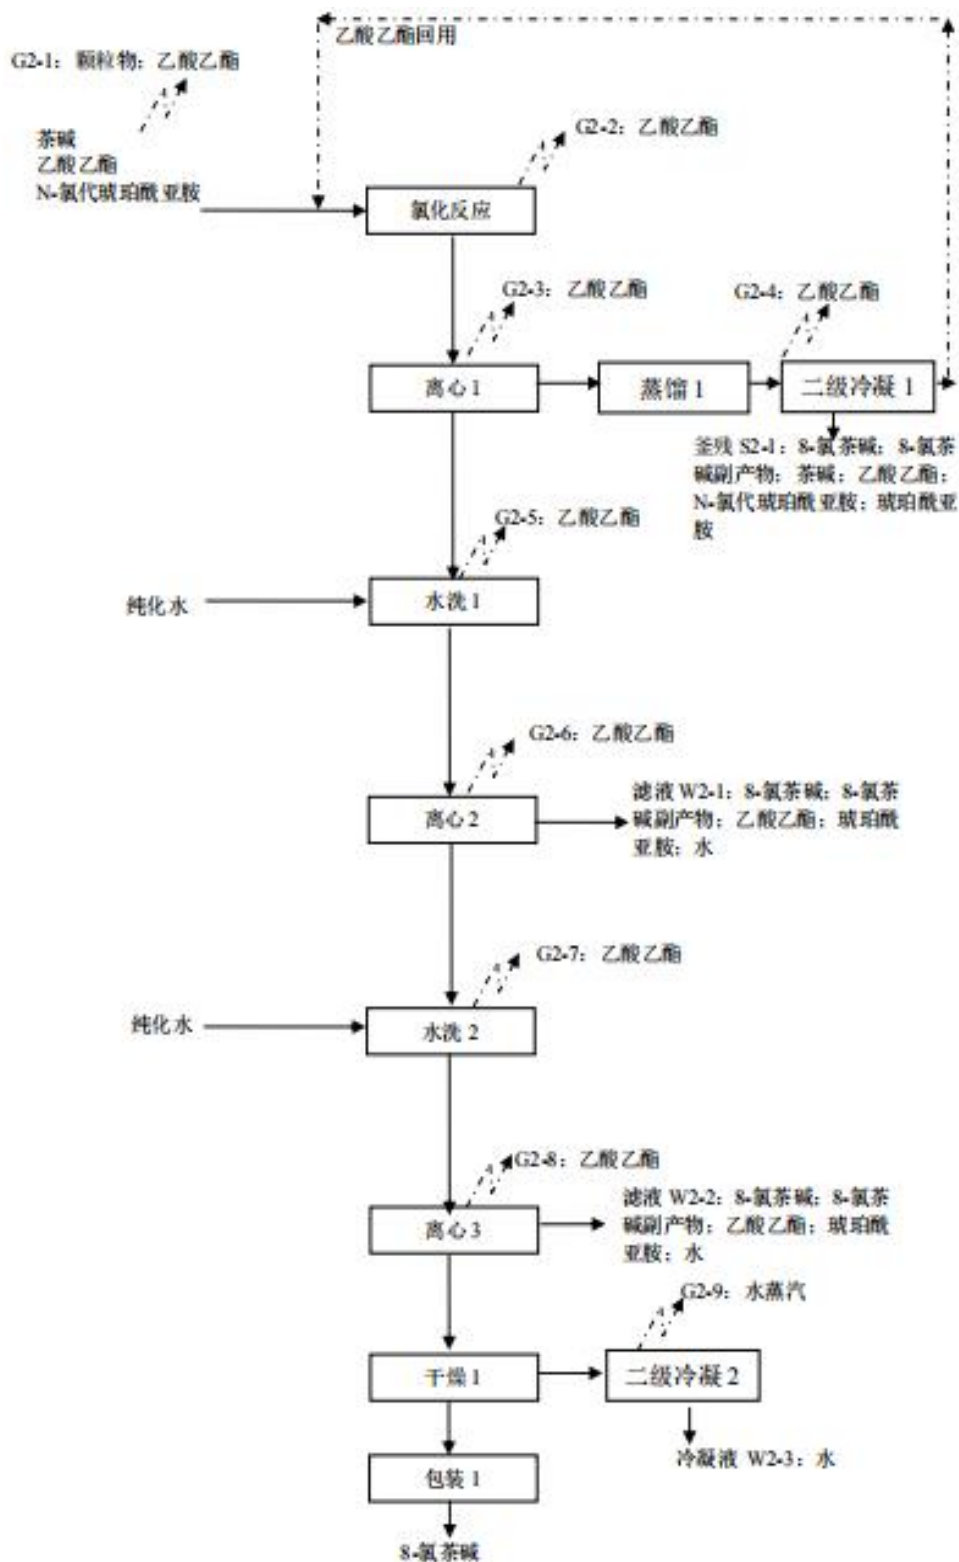 乙酸乙酯回用
G2-1：颗粒物；乙酸乙酯
茶碱
乙酸乙酯
N-氯代琥珀酰亚胺
G2-2：乙酸乙酯
氯化反应
G2-3：乙酸乙酯
G2-4：乙酸乙酯
离心 1
蒸馏 1
二级冷凝 1
釜残 S2-1：8-氯茶碱；8-氯茶
碱副产物；茶碱；乙酸乙酯；
N-氯代琥珀酰亚胺；琥珀酰亚
胺
G2-5：乙酸乙酯
纯化水
水洗 1
G2-6：乙酸乙酯
离心 2
滤液 W2-1：8-氯茶碱；8-氯茶
碱副产物；乙酸乙酯；琥珀酰
亚胺；水
G2-7：乙酸乙酯
纯化水
水洗 2
G2-8：乙酸乙酯
离心 3
滤液 W2-2：8-氯茶碱；8-氯茶
碱副产物；乙酸乙酯；琥珀酰
亚胺；水
G2-9：水蒸汽
干燥 1
二级冷凝 2
冷凝液 W2-3：水
包装 1
8-氯茶碱